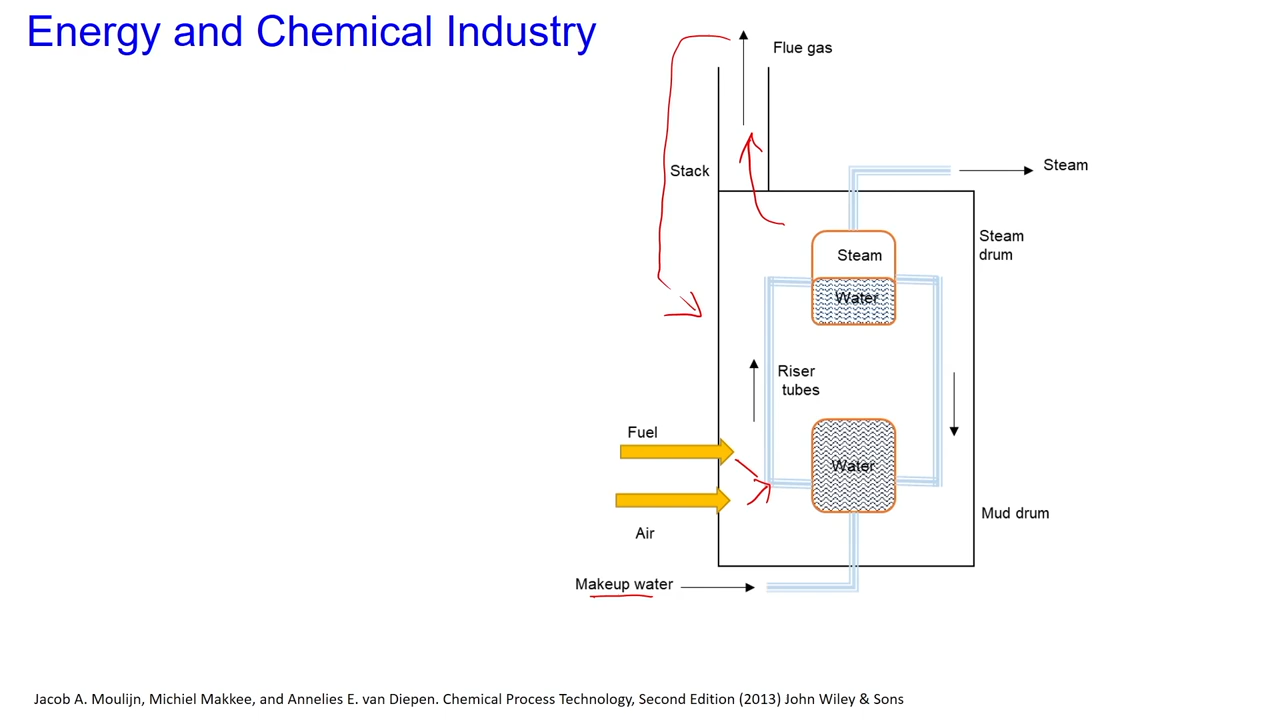 Energy and Chemical Industry
Flue gas
Stack
Steam
Steam
drum
Steam
Water
Riser
tubes
Fuel
Water
Air
Mud drum
Makeup water
Jacob A. Moulijn, Michiel Makkee, and Annelies E. van Diepen. Chemical Process Technology, Second Edition (2013) John Wiley & Sons